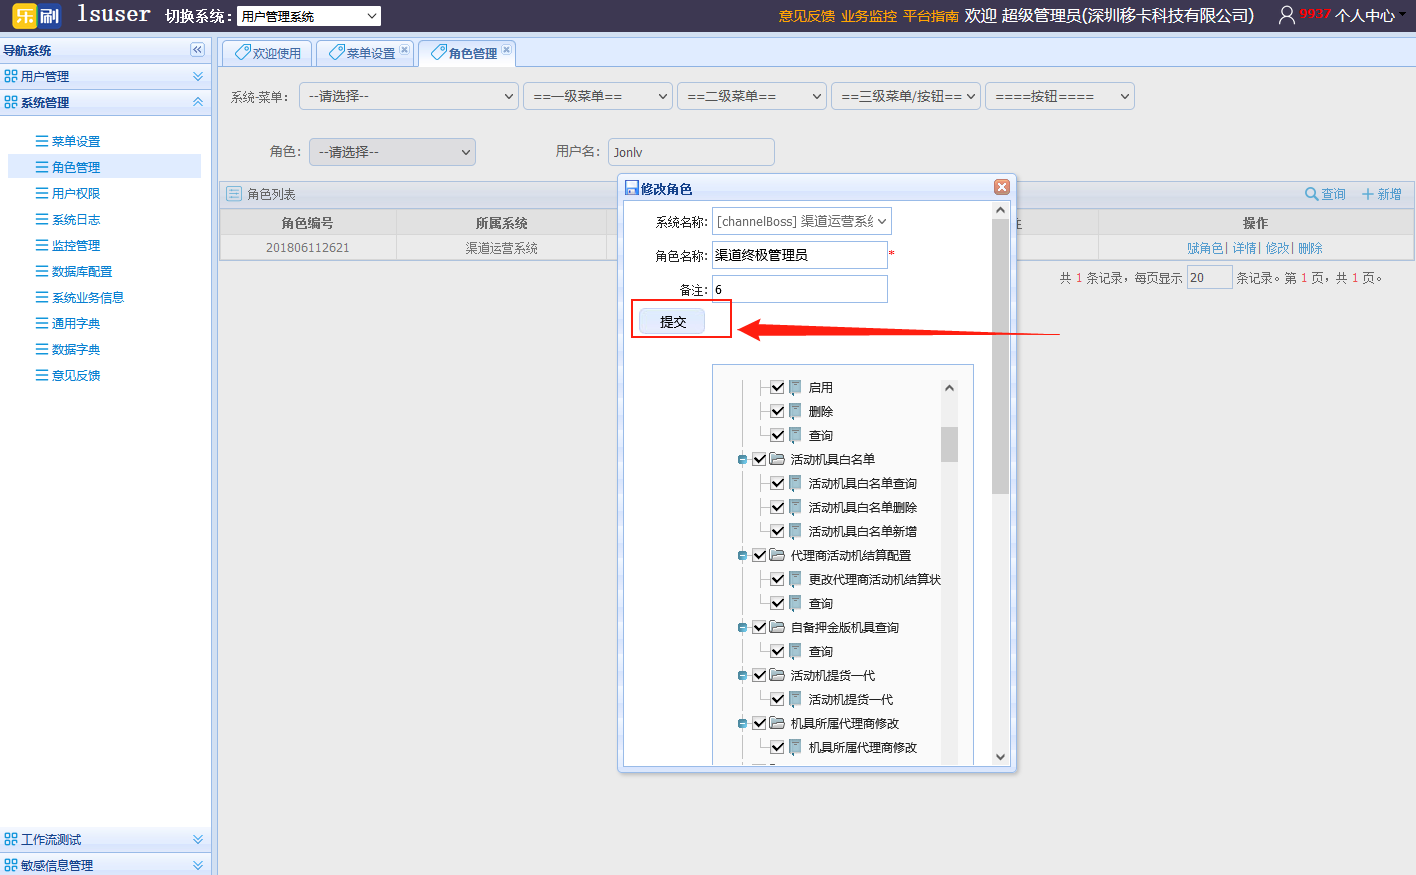 乐刷 lsuser 切换系统: 用户管理系统 意见反馈 业务监控 平台指南 欢迎 超级管理员(深圳移卡科技有限公司) 9937 个人中心
导航系统
用户管理
系统管理
菜单设置
角色管理
用户权限
系统日志
监控管理
数据库配置
系统业务信息
通用字典
数据字典
意见反馈
工作流测试
敏感信息管理
欢迎使用 菜单设置 角色管理
系统-菜单: --请选择-- ==一级菜单== ==二级菜单== ==三级菜单/按钮== ====按钮====
角色: --请选择-- 用户名: Jonlv
角色列表 查询 新增
角色编号 所属系统 操作
201806112621 渠道运营系统 赋角色| 详情| 修改| 删除
共 1 条记录，每页显示 20 条记录。第 1 页，共 1 页。
修改角色
系统名称: [channelBoss] 渠道运营系统
角色名称: 渠道终极管理员 *
备注: 6
提交
启用
删除
查询
活动机具白名单
活动机具白名单查询
活动机具白名单删除
活动机具白名单新增
代理商活动机结算配置
更改代理商活动机结算状
查询
自备押金版机具查询
查询
活动机提货一代
活动机提货一代
机具所属代理商修改
机具所属代理商修改